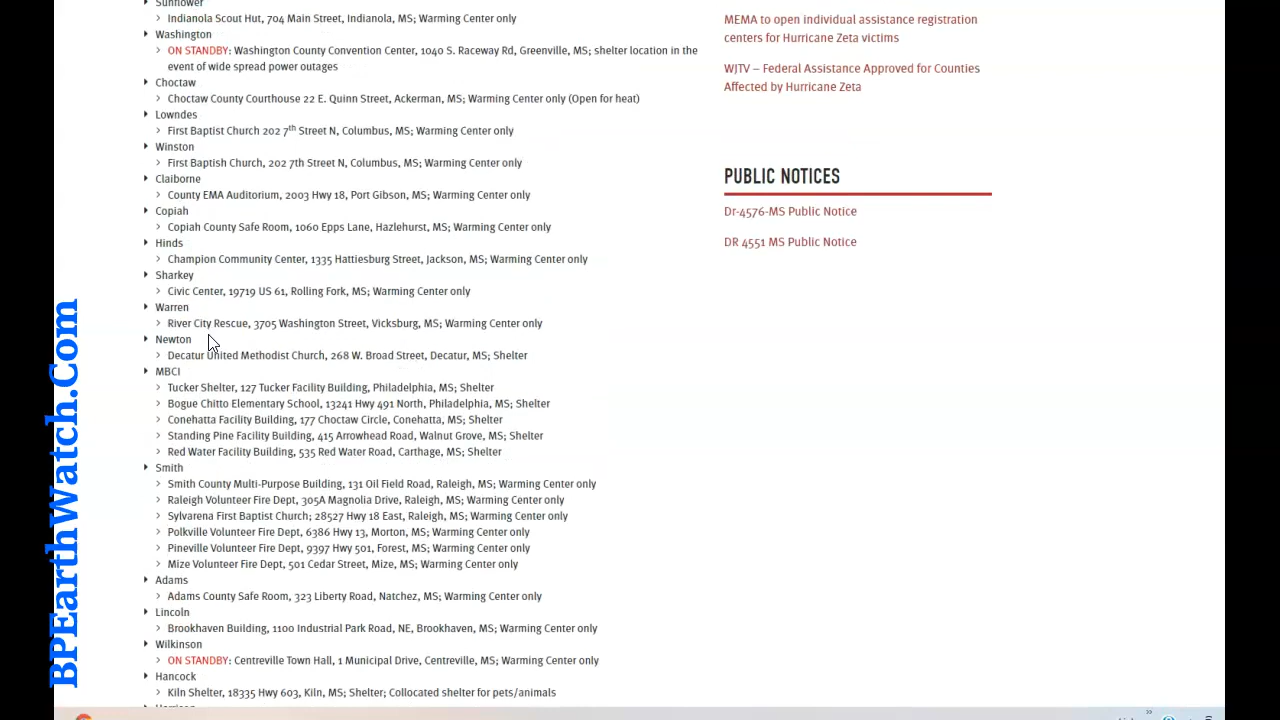 Sunflower
Indianola Scout Hut, 704 Main Street, Indianola, MS; Warming Center only
Washington
ON STANDBY: Washington County Convention Center, 1040 S. Raceway Rd, Greenville, MS; shelter location in the
event of wide spread power outages
Choctaw
Choctaw County Courthouse 22 E. Quinn Street, Ackerman, MS; Warming Center only (Open for heat)
Lowndes
First Baptist Church 202 7th Street N, Columbus, MS; Warming Center only
Winston
First Baptish Church, 202 7th Street N, Columbus, MS; Warming Center only
Claiborne
County EMA Auditorium, 2003 Hwy 18, Port Gibson, MS; Warming Center only
Copiah
Copiah County Safe Room, 1060 Epps Lane, Hazlehurst, MS; Warming Center only
Hinds
Champion Community Center, 1335 Hattiesburg Street, Jackson, MS; Warming Center only
Sharkey
Civic Center, 19719 US 61, Rolling Fork, MS; Warming Center only
Warren
River City Rescue, 3705 Washington Street, Vicksburg, MS; Warming Center only
Newton
Decatur United Methodist Church, 268 W. Broad Street, Decatur, MS; Shelter
MBCI
Tucker Shelter, 127 Tucker Facility Building, Philadelphia, MS; Shelter
Bogue Chitto Elementary School, 13241 Hwy 491 North, Philadelphia, MS; Shelter
Conehatta Facility Building, 177 Choctaw Circle, Conehatta, MS; Shelter
Standing Pine Facility Building, 415 Arrowhead Road, Walnut Grove, MS; Shelter
Red Water Facility Building, 535 Red Water Road, Carthage, MS; Shelter
Smith
Smith County Multi-Purpose Building, 131 Oil Field Road, Raleigh, MS; Warming Center only
Raleigh Volunteer Fire Dept, 305A Magnolia Drive, Raleigh, MS; Warming Center only
Sylvarena First Baptist Church; 28527 Hwy 18 East, Raleigh, MS; Warming Center only
Polkville Volunteer Fire Dept, 6386 Hwy 13, Morton, MS; Warming Center only
Pineville Volunteer Fire Dept, 9397 Hwy 501, Forest, MS; Warming Center only
Mize Volunteer Fire Dept, 501 Cedar Street, Mize, MS; Warming Center only
Adams
Adams County Safe Room, 323 Liberty Road, Natchez, MS; Warming Center only
Lincoln
Brookhaven Building, 1100 Industrial Park Road, NE, Brookhaven, MS; Warming Center only
Wilkinson
ON STANDBY: Centreville Town Hall, 1 Municipal Drive, Centreville, MS; Warming Center only
Hancock
Kiln Shelter, 18335 Hwy 603, Kiln, MS; Shelter; Collocated shelter for pets/animals
MEMA to open individual assistance registration
centers for Hurricane Zeta victims
WJTV – Federal Assistance Approved for Counties
Affected by Hurricane Zeta
PUBLIC NOTICES
Dr-4576-MS Public Notice
DR 4551 MS Public Notice
BPEarthWatch.Com